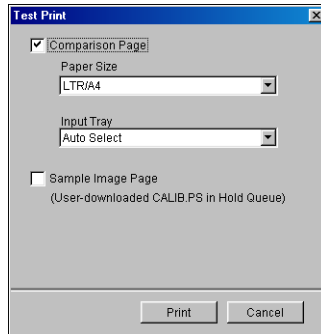 Test Print
Comparison Page
Paper Size
LTR/A4
Input Tray
Auto Select
Sample Image Page
(User-downloaded CALIB.PS in Hold Queue)
Print Cancel